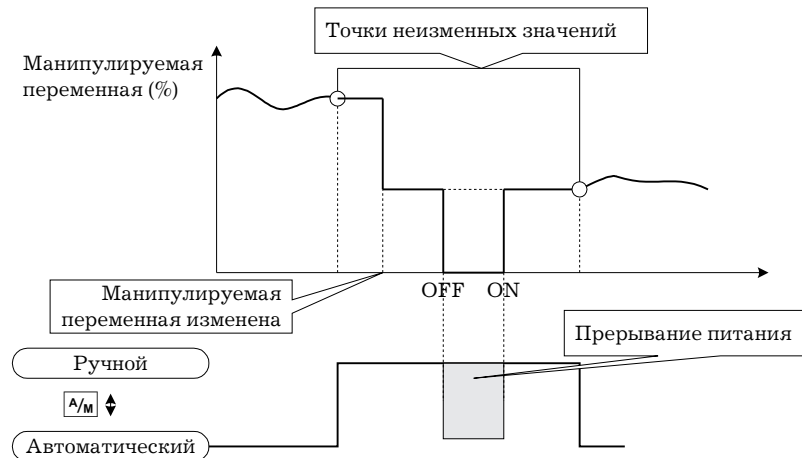 Точки неизменных значений
Манипулируемая
переменная (%)
Манипулируемая
переменная изменена
OFF ON
Прерывание питания
Ручной
A/M
Автоматический